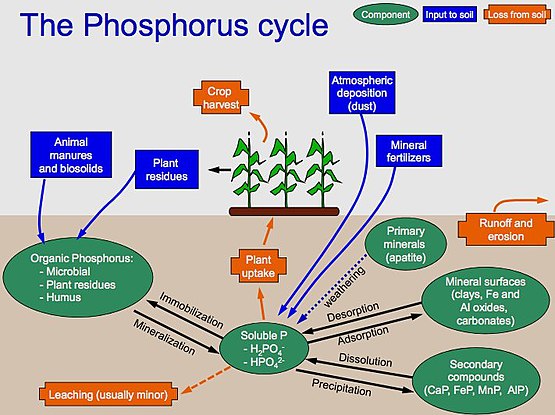 The Phosphorus cycle
Component
Input to soil
Loss from soil
Atmospheric
deposition
(dust)
Crop
harvest
Mineral
fertilizers
Animal
manures
and biosolids
Plant
residues
Primary
minerals
(apatite)
Runoff and
erosion
Organic Phosphorus:
- Microbial
- Plant residues
- Humus
Plant
uptake
weathering
Mineral surfaces
(clays, Fe and
Al oxides,
carbonates)
Immobilization
Mineralization
Desorption
Adsorption
Soluble P
- H₂PO₄⁻
- HPO₄²⁻
Dissolution
Precipitation
Secondary
compounds
(CaP, FeP, MnP, AlP)
Leaching (usually minor)